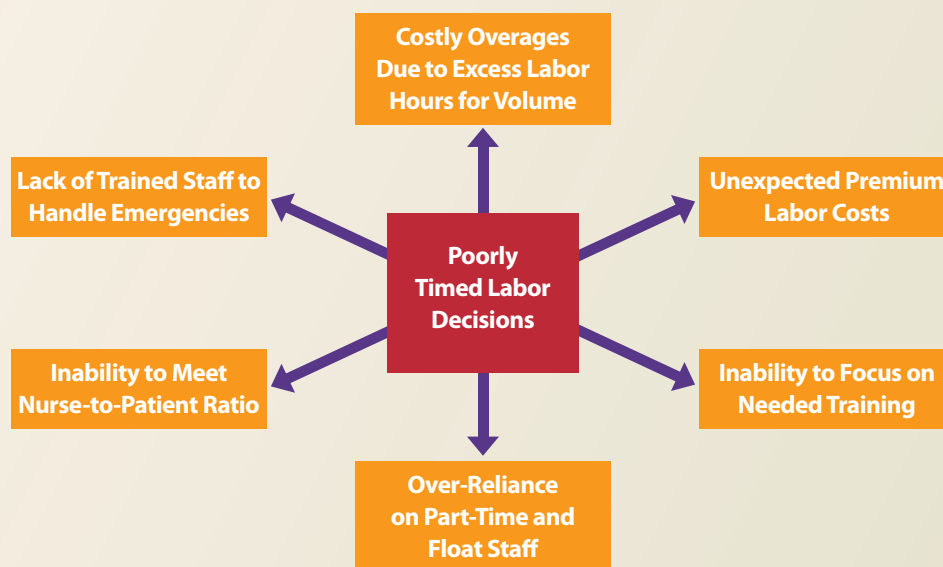 Costly Overages
Due to Excess Labor
Hours for Volume
Lack of Trained Staff to
Handle Emergencies
Unexpected Premium
Labor Costs
Poorly
Timed Labor
Decisions
Inability to Meet
Nurse-to-Patient Ratio
Inability to Focus on
Needed Training
Over-Reliance
on Part-Time and
Float Staff